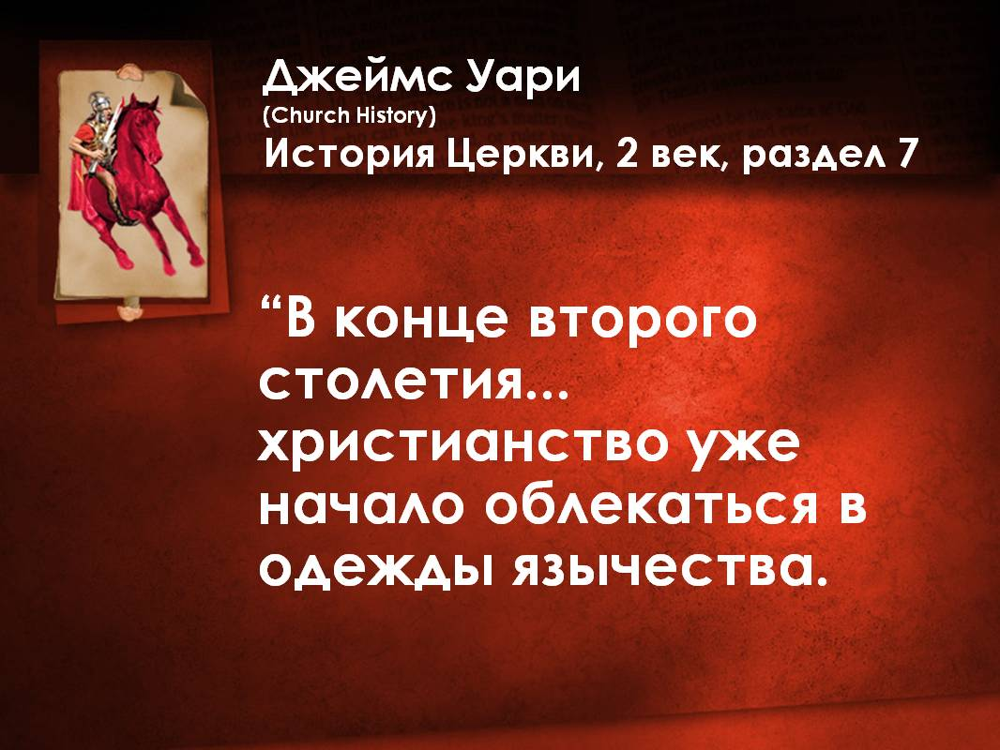 Джеймс Уари
(Church History)
История Церкви, 2 век, раздел 7
“В конце второго
столетия...
христианство уже
начало облекаться в
одежды язычества.